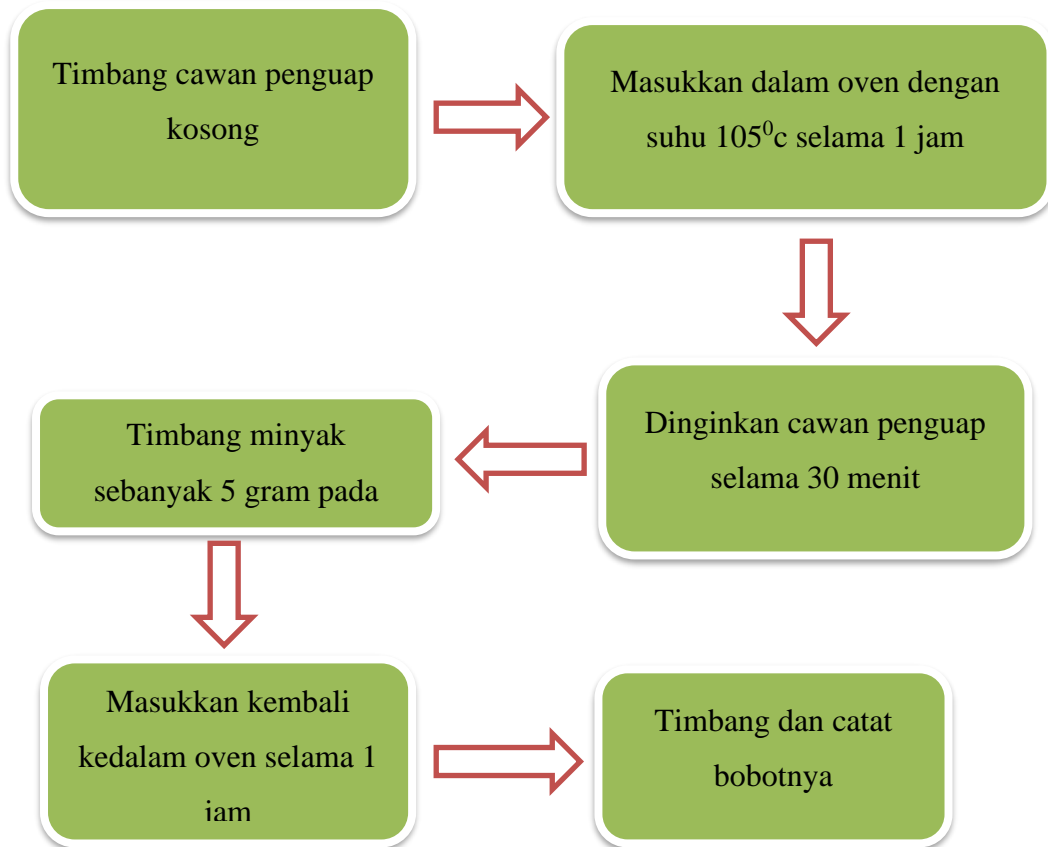 Timbang cawan penguap
kosong
Masukkan dalam oven dengan
suhu 105⁰c selama 1 jam
Dinginkan cawan penguap
selama 30 menit
Timbang minyak
sebanyak 5 gram pada
Masukkan kembali
kedalam oven selama 1
jam
Timbang dan catat
bobotnya